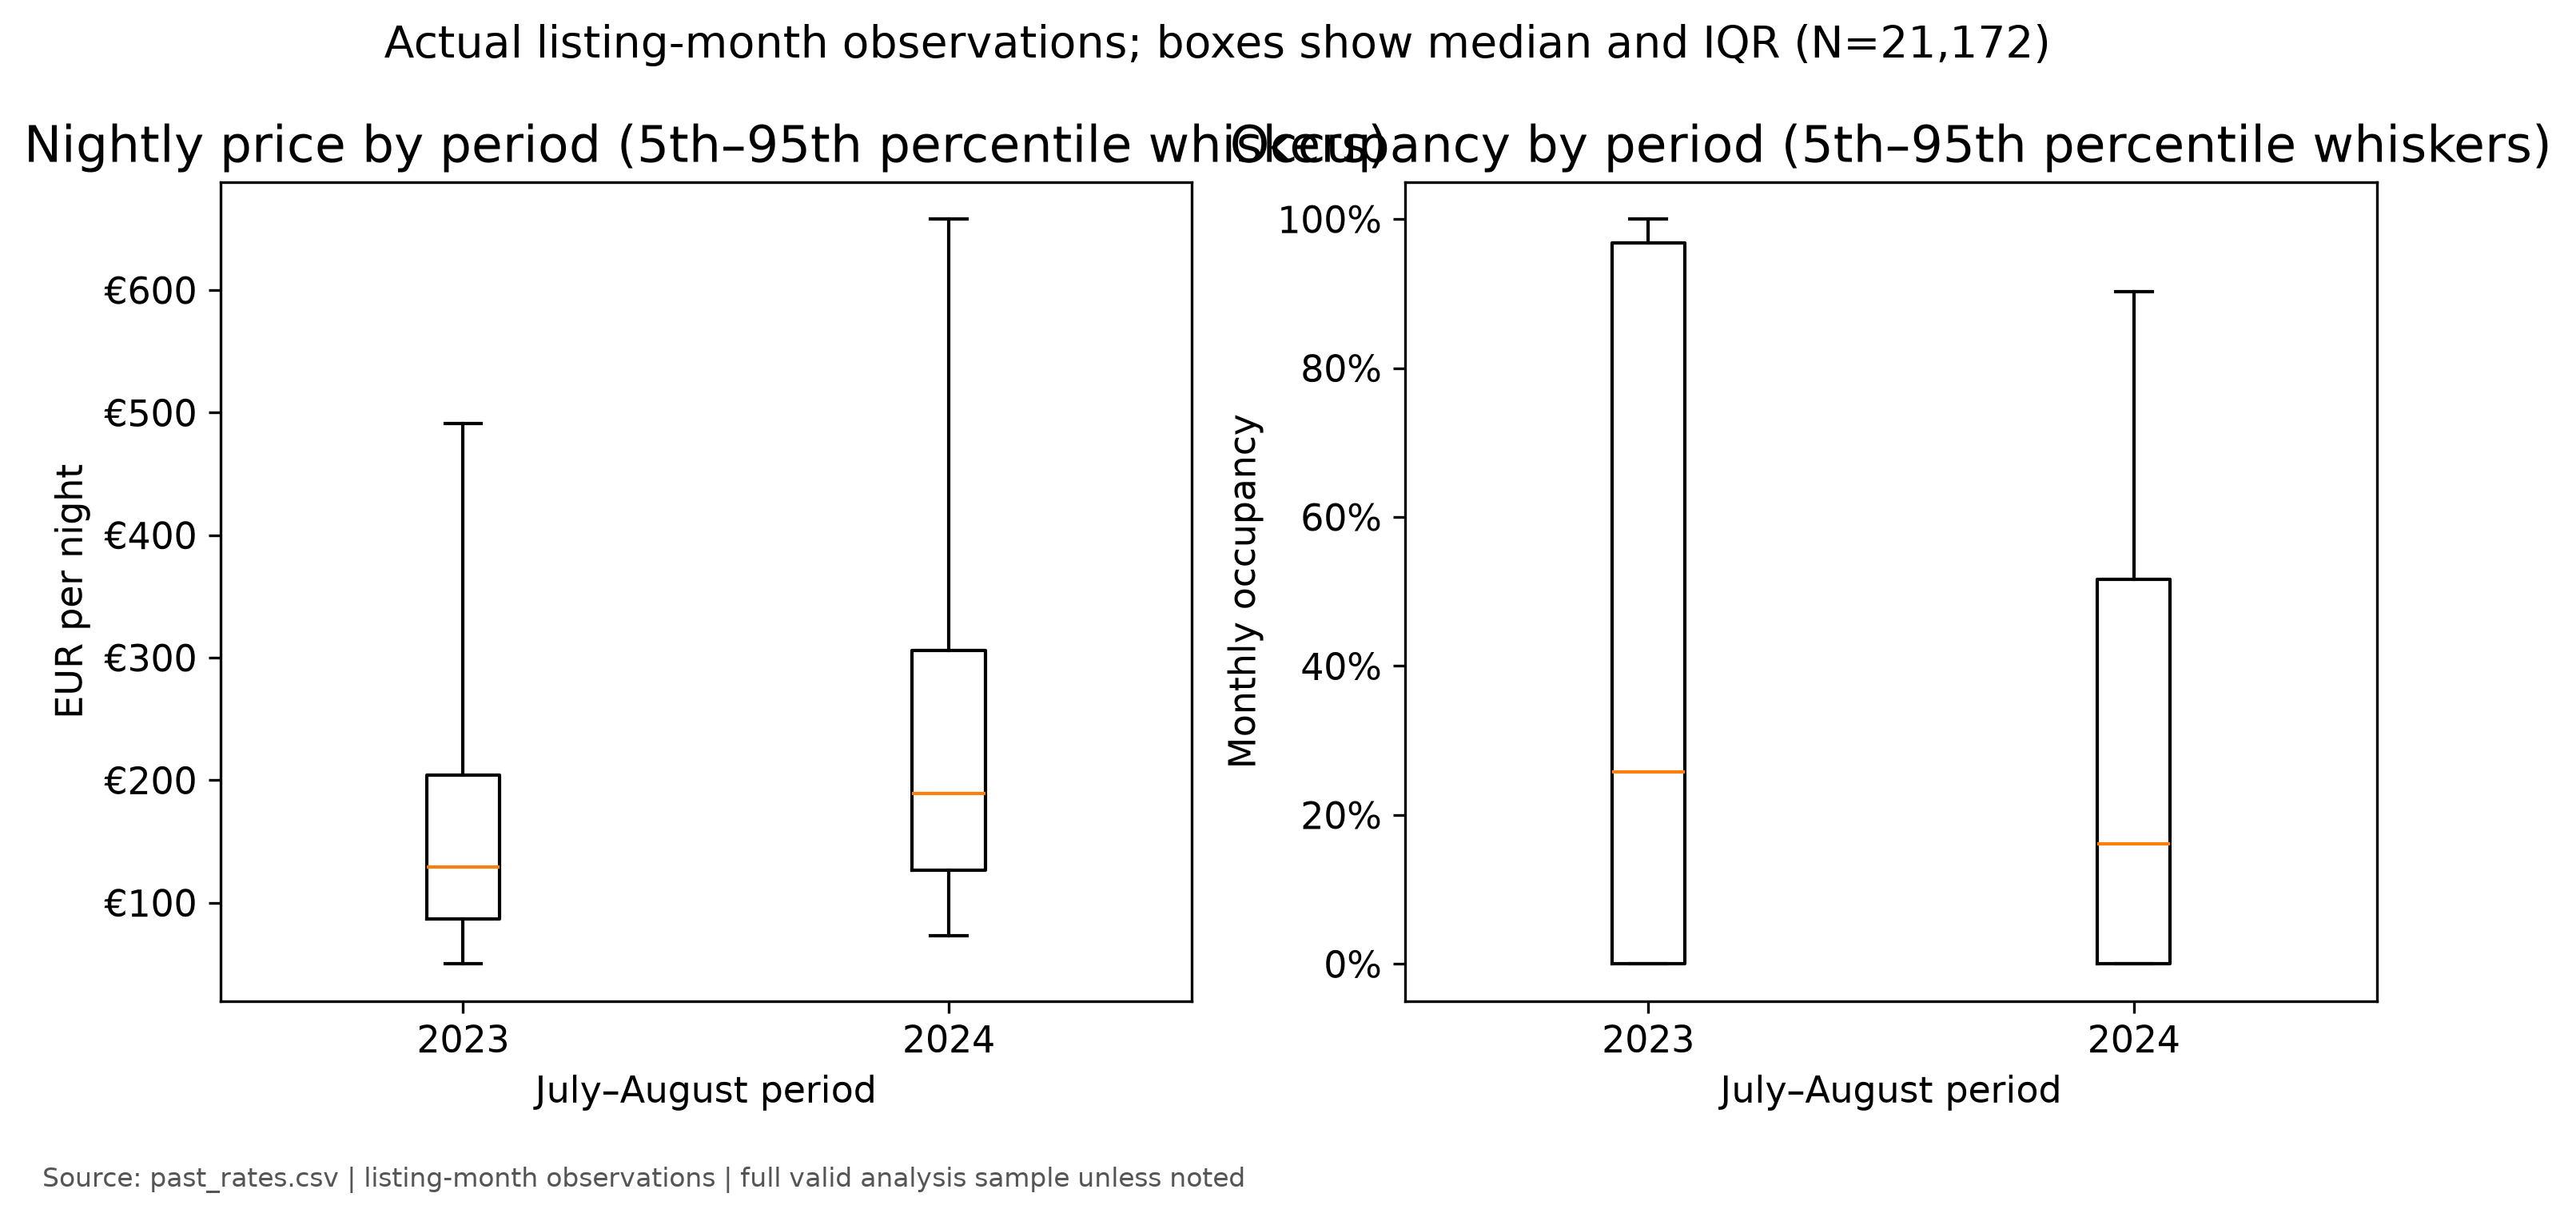 Actual listing-month observations; boxes show median and IQR (N=21,172)
Nightly price by period (5th–95th percentile whiskers)
Occupancy by period (5th–95th percentile whiskers)
EUR per night
€600
€500
€400
€300
€200
€100
2023
2024
July–August period
Monthly occupancy
100%
80%
60%
40%
20%
0%
2023
2024
July–August period
Source: past_rates.csv | listing-month observations | full valid analysis sample unless noted